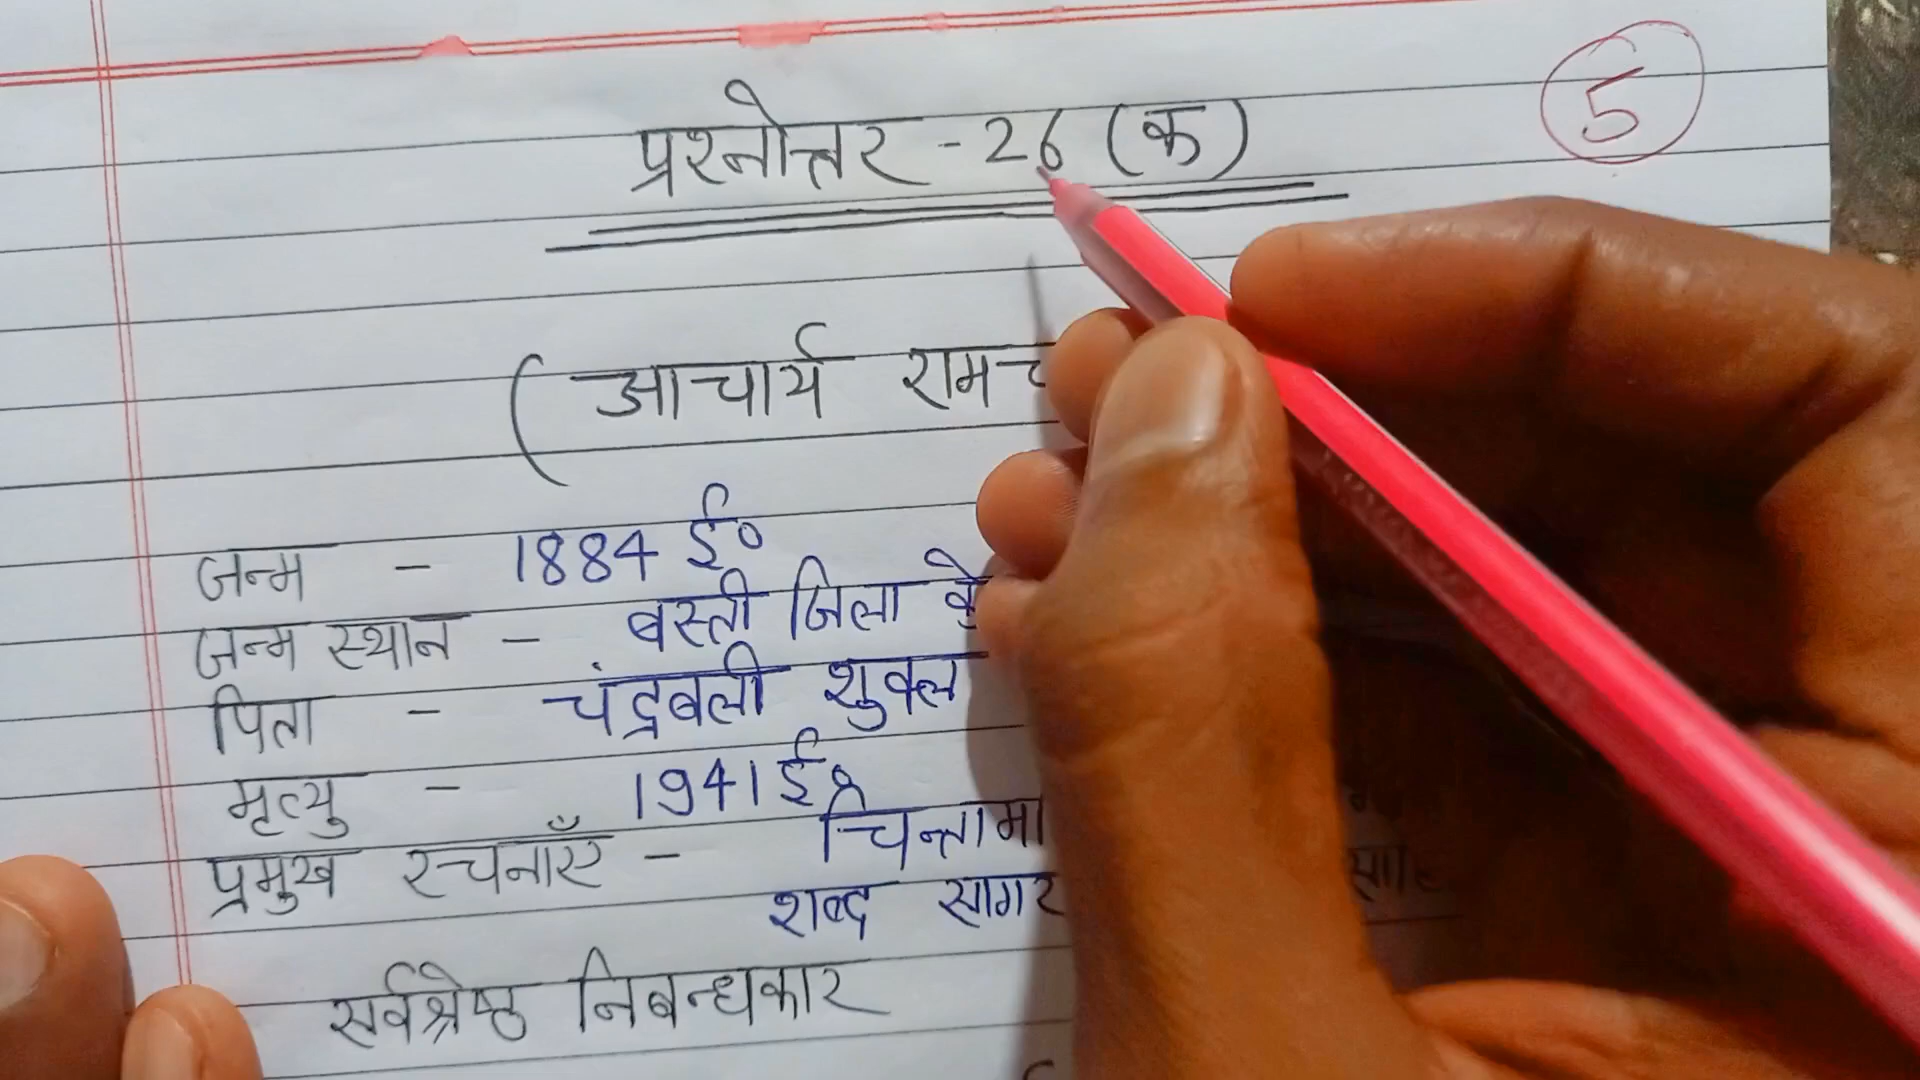 5
प्रश्नोत्तर - 26 (क)
(आचार्य
जन्म - 1884 ई०
जन्म स्थान - बस्ती जिला के
पिता - चंद्रबली शुक्ल
मृत्यु - 1941 ई०
प्रमुख रचनाएँ -
शब्द सागर
सर्वश्रेष्ठ निबन्धकार